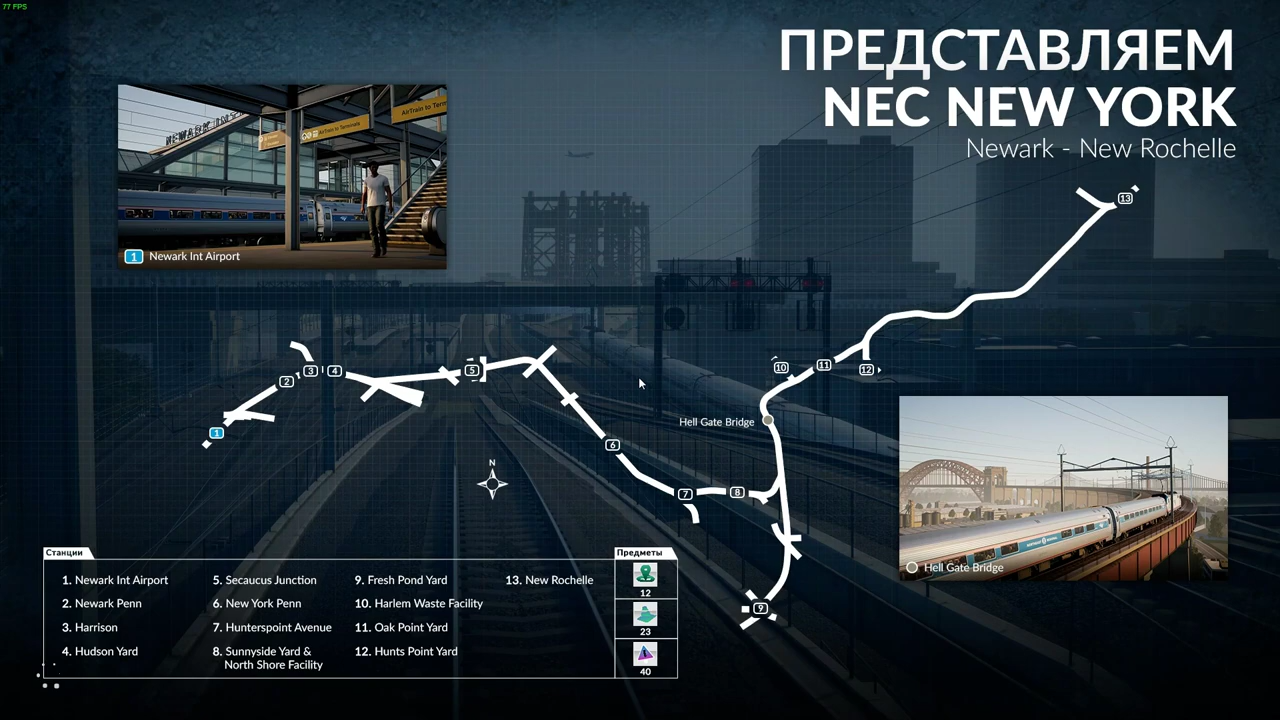 77 FPS
ПРЕДСТАВЛЯЕМ
NEC NEW YORK
Newark - New Rochelle
AirTrain to Term
AirTrain to Terminals
NEWARK INT
1 Newark Int Airport
13
10
11
12
3
4
5
2
1
Hell Gate Bridge
6
N
7
8
9
Hell Gate Bridge
Станции
Предметы
1. Newark Int Airport
2. Newark Penn
3. Harrison
4. Hudson Yard
5. Secaucus Junction
6. New York Penn
7. Hunterspoint Avenue
8. Sunnyside Yard &
North Shore Facility
9. Fresh Pond Yard
10. Harlem Waste Facility
11. Oak Point Yard
12. Hunts Point Yard
13. New Rochelle
12
23
40